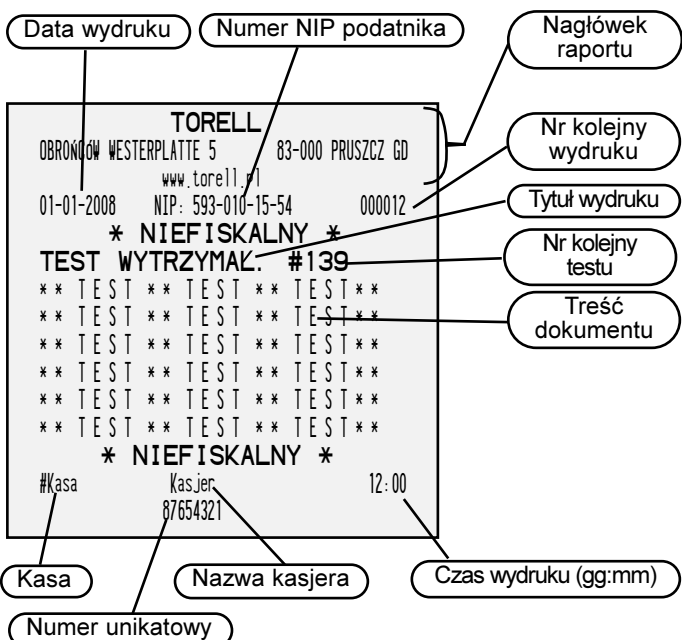 Data wydruku
Numer NIP podatnika
Nagłówek
raportu
TORELL
OBROŃCÓW WESTERPLATTE 5 83-000 PRUSZCZ GD
www.torell.pl
01-01-2008 NIP: 593-010-15-54 000012
Nr kolejny
wydruku
* NIEFISKALNY *
Tytuł wydruku
TEST WYTRZYMAŁ. #139
Nr kolejny
testu
** TEST ** TEST ** TEST**
** TEST ** TEST ** TEST**
Treść
dokumentu
** TEST ** TEST ** TEST**
** TEST ** TEST ** TEST**
** TEST ** TEST ** TEST**
** TEST ** TEST ** TEST**
* NIEFISKALNY *
#Kasa Kasjer 12:00
87654321
Kasa
Nazwa kasjera
Czas wydruku (gg:mm)
Numer unikatowy